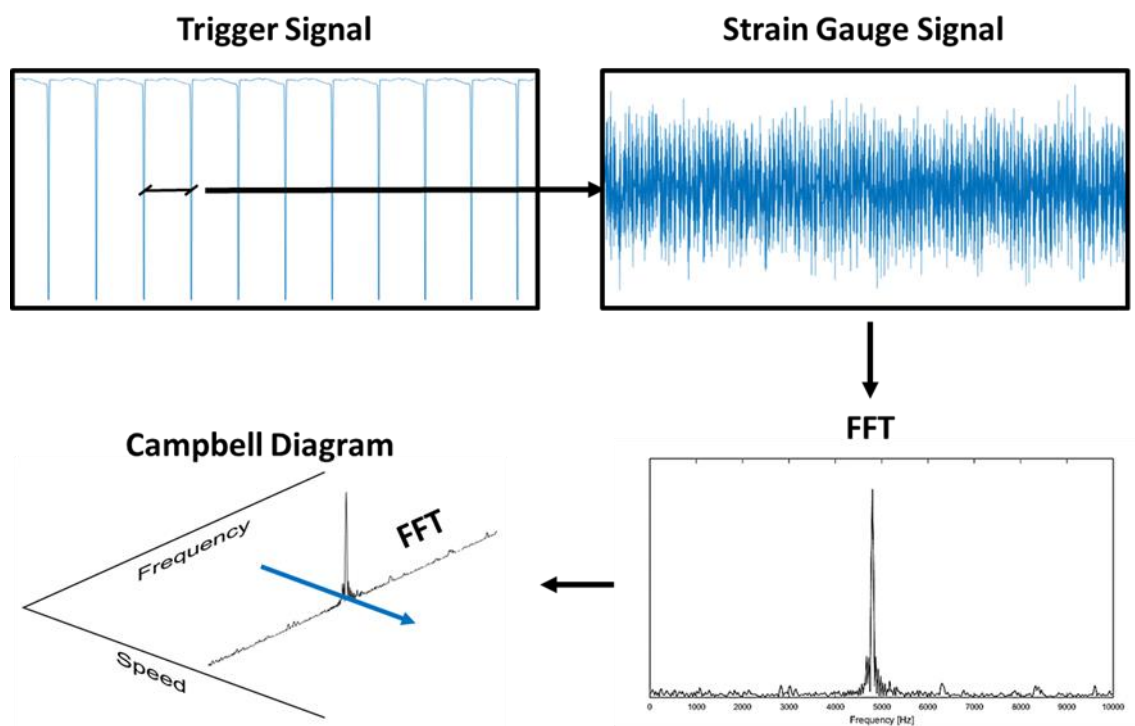 Trigger Signal
Strain Gauge Signal
Campbell Diagram
FFT
Frequency
FFT
Speed
0 1000 2000 3000 4000 5000 6000 7000 8000 9000 10000
Frequency [Hz]